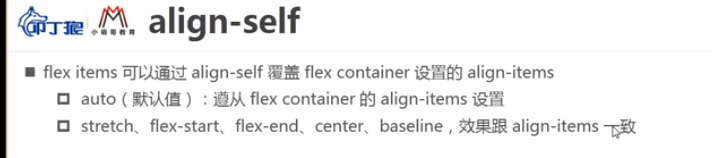 叩丁狼 小码哥教育 align-self
flex items 可以通过 align-self 覆盖 flex container 设置的 align-items
auto（默认值）：遵从 flex container 的 align-items 设置
stretch、flex-start、flex-end、center、baseline，效果跟 align-items 一致